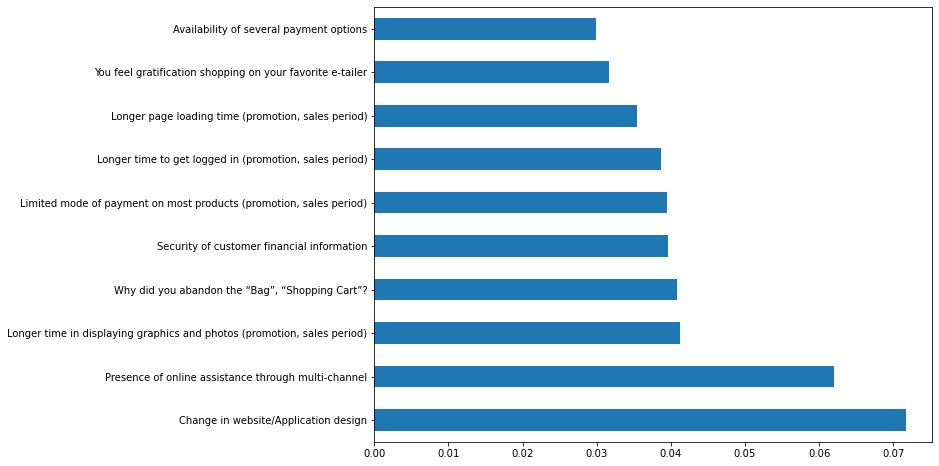 Availability of several payment options
You feel gratification shopping on your favorite e-tailer
Longer page loading time (promotion, sales period)
Longer time to get logged in (promotion, sales period)
Limited mode of payment on most products (promotion, sales period)
Security of customer financial information
Why did you abandon the “Bag”, “Shopping Cart”?
Longer time in displaying graphics and photos (promotion, sales period)
Presence of online assistance through multi-channel
Change in website/Application design
0.00 0.01 0.02 0.03 0.04 0.05 0.06 0.07